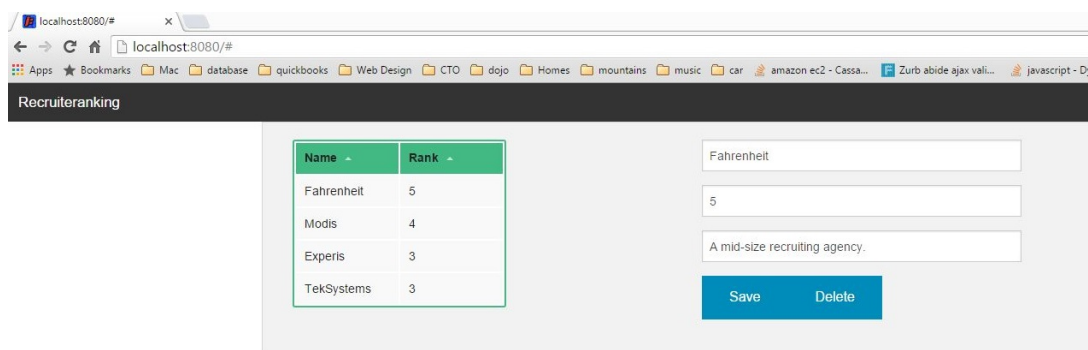 localhost:8080/#
localhost:8080/#
Apps Bookmarks Mac database quickbooks Web Design CTO dojo Homes mountains music car amazon ec2 - Cassa... Zurb abide ajax vali... javascript - Dy
Recruiteranking
Name Rank
Fahrenheit 5
Modis 4
Experis 3
TekSystems 3
Fahrenheit
5
A mid-size recruiting agency.
Save Delete